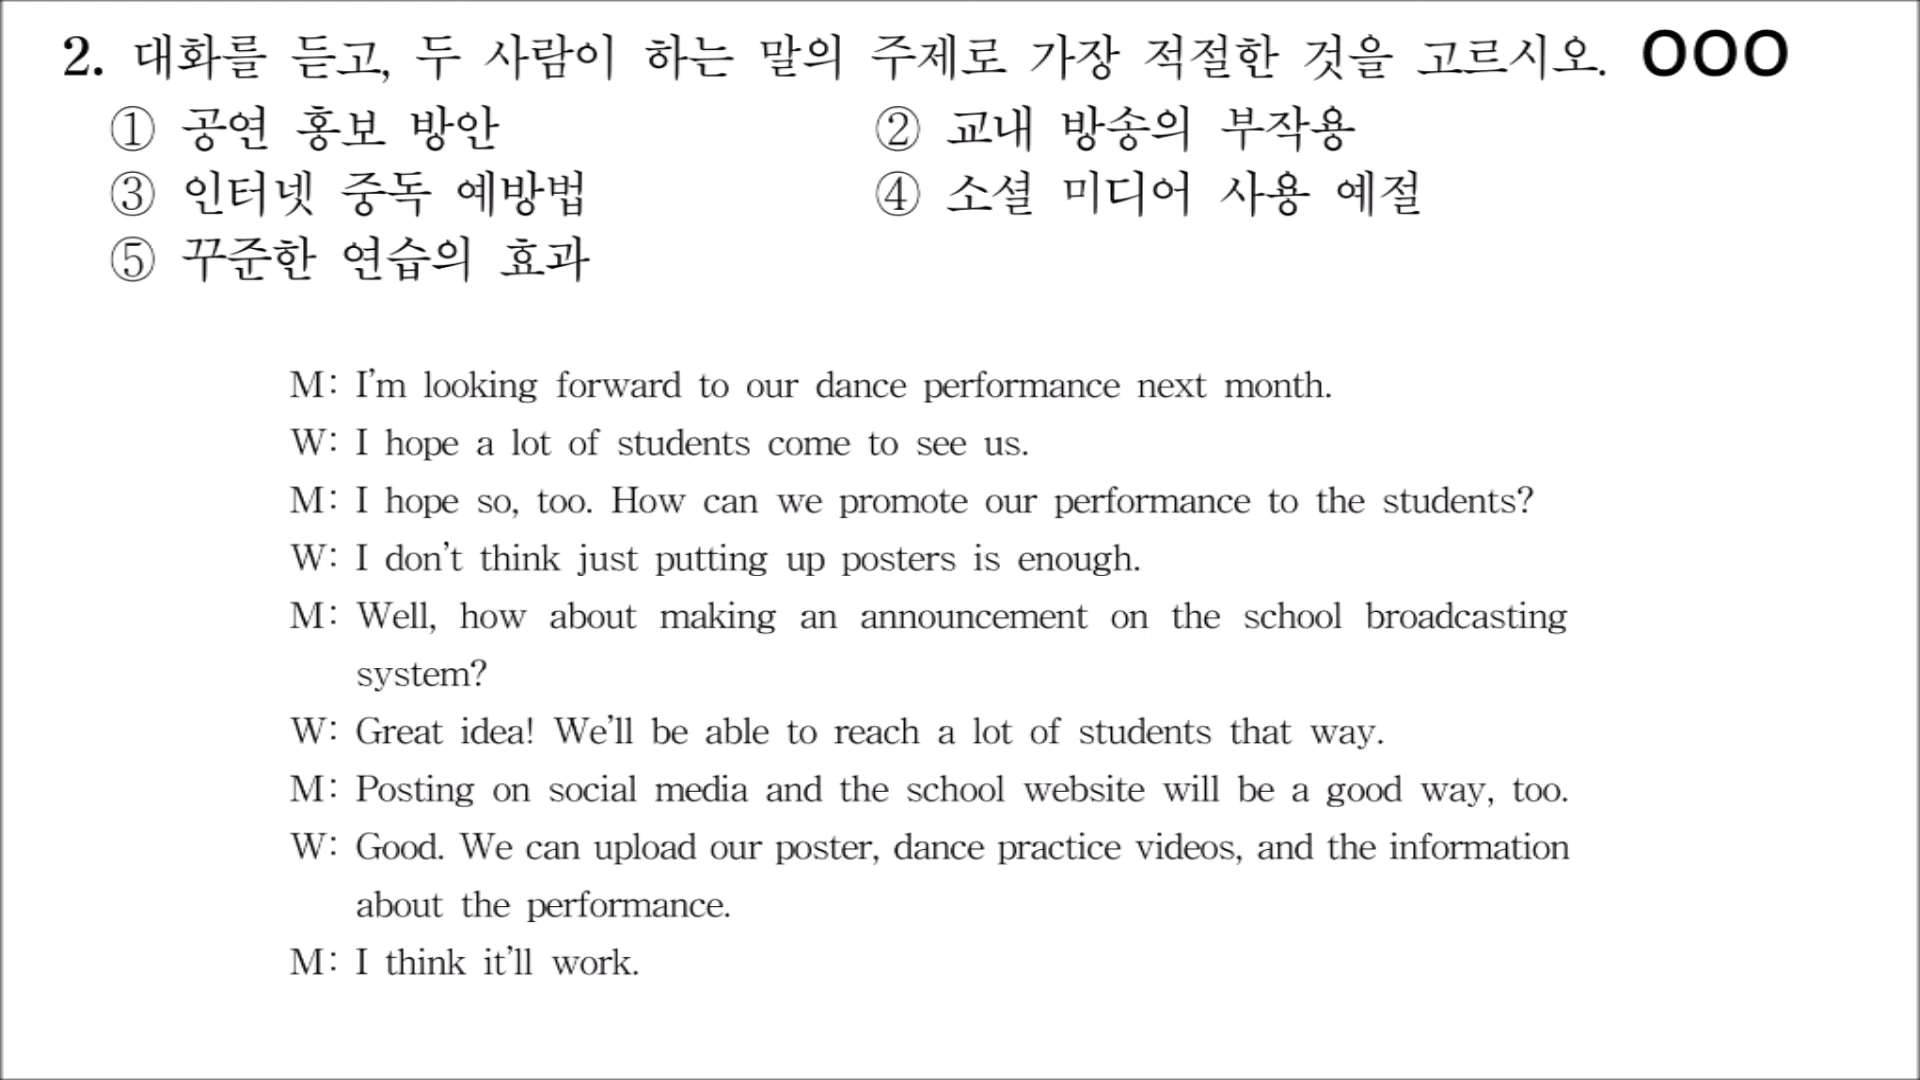 2. 대화를 듣고, 두 사람이 하는 말의 주제로 가장 적절한 것을 고르시오. OOO
① 공연 홍보 방안 ② 교내 방송의 부작용
③ 인터넷 중독 예방법 ④ 소셜 미디어 사용 예절
⑤ 꾸준한 연습의 효과
M: I’m looking forward to our dance performance next month.
W: I hope a lot of students come to see us.
M: I hope so, too. How can we promote our performance to the students?
W: I don’t think just putting up posters is enough.
M: Well, how about making an announcement on the school broadcasting
system?
W: Great idea! We’ll be able to reach a lot of students that way.
M: Posting on social media and the school website will be a good way, too.
W: Good. We can upload our poster, dance practice videos, and the information
about the performance.
M: I think it’ll work.